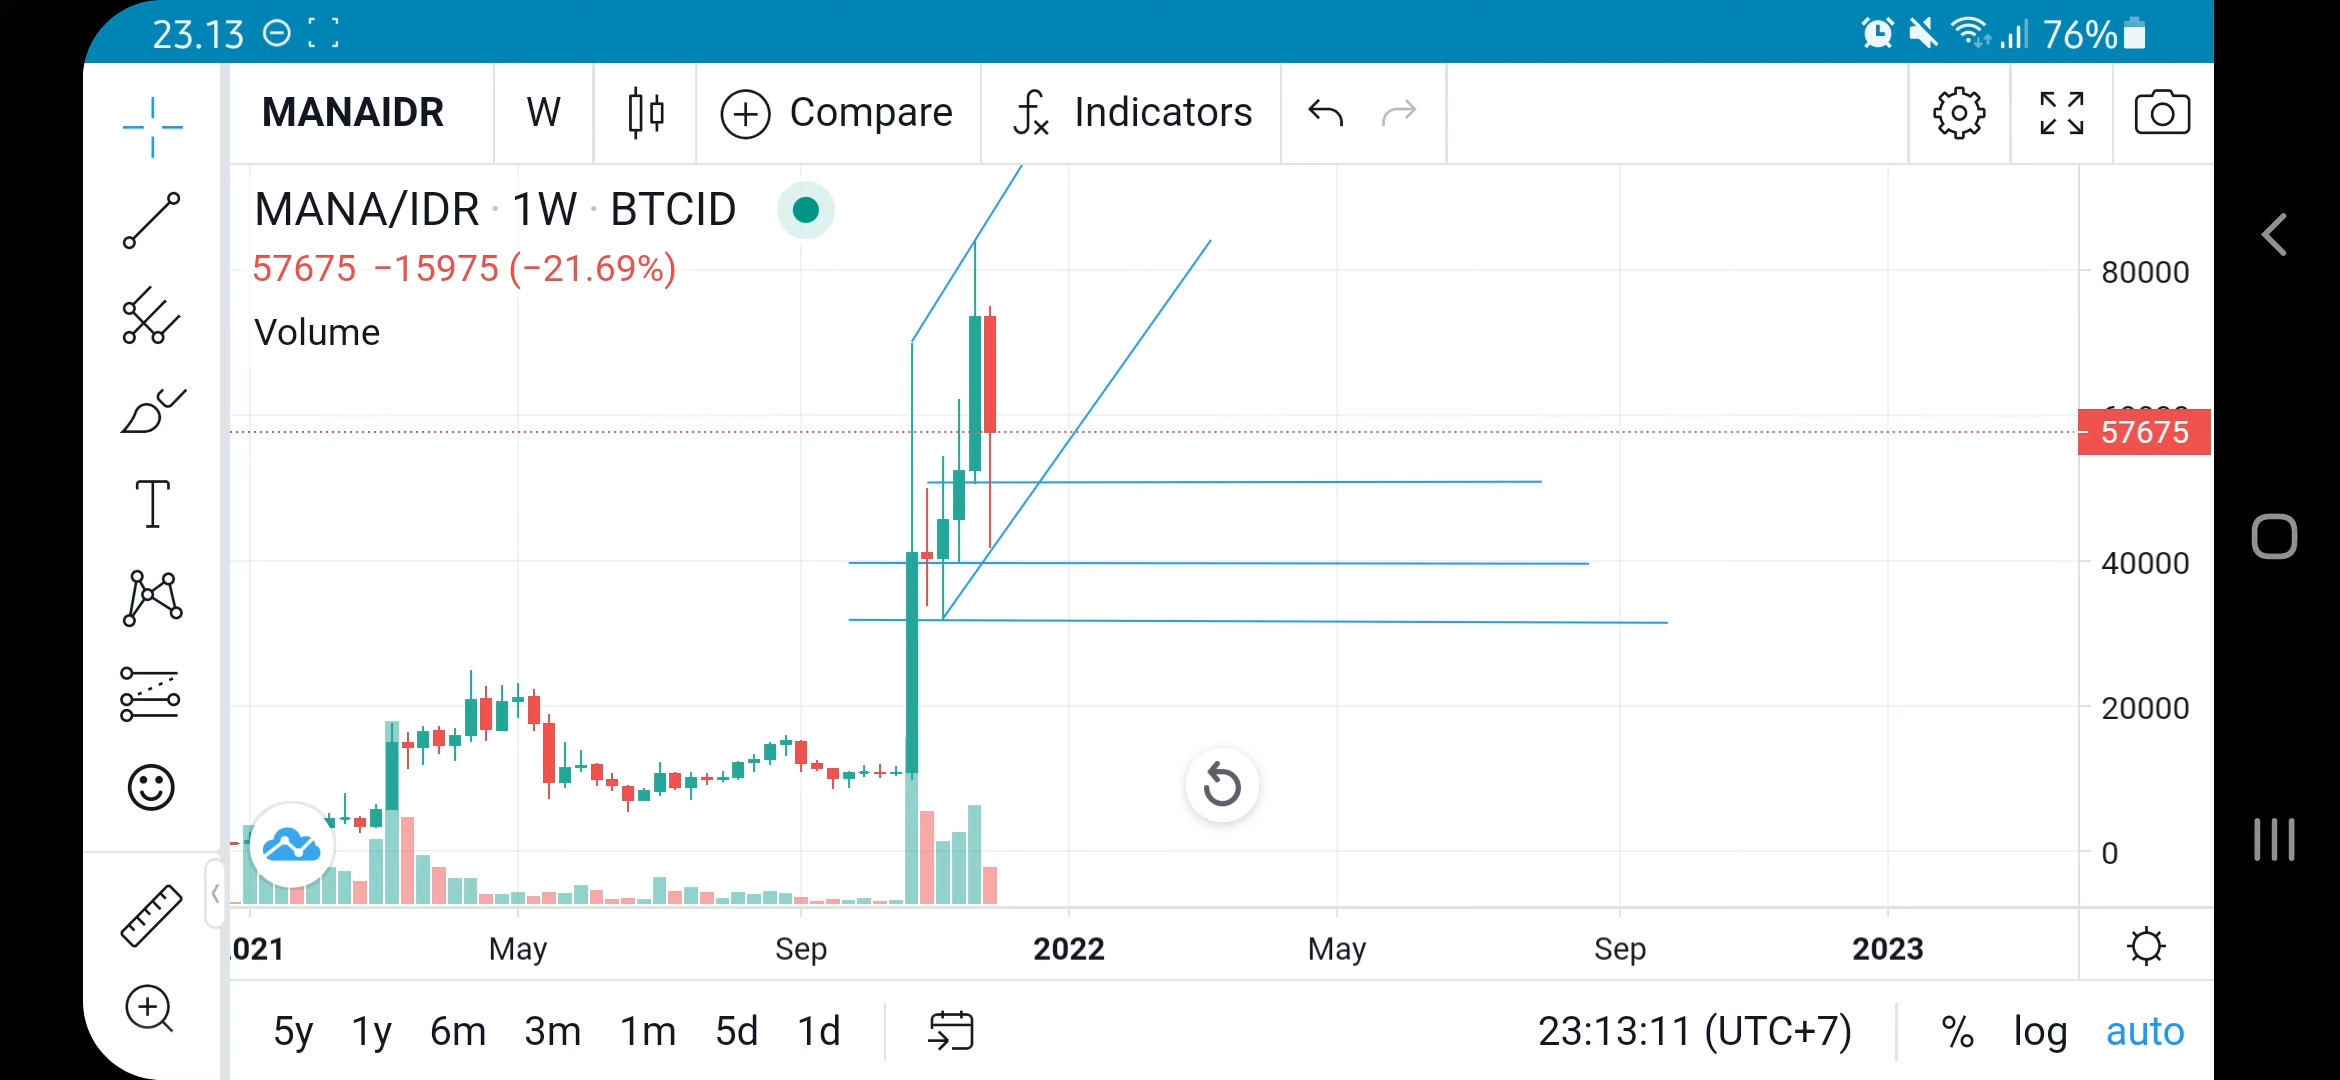 23.13 76%
MANAIDR W Compare Indicators
MANA/IDR · 1W · BTCID
57675 −15975 (−21.69%)
Volume
80000
57675
40000
20000
0
2021 May Sep 2022 May Sep 2023
5y 1y 6m 3m 1m 5d 1d 23:13:11 (UTC+7) % log auto